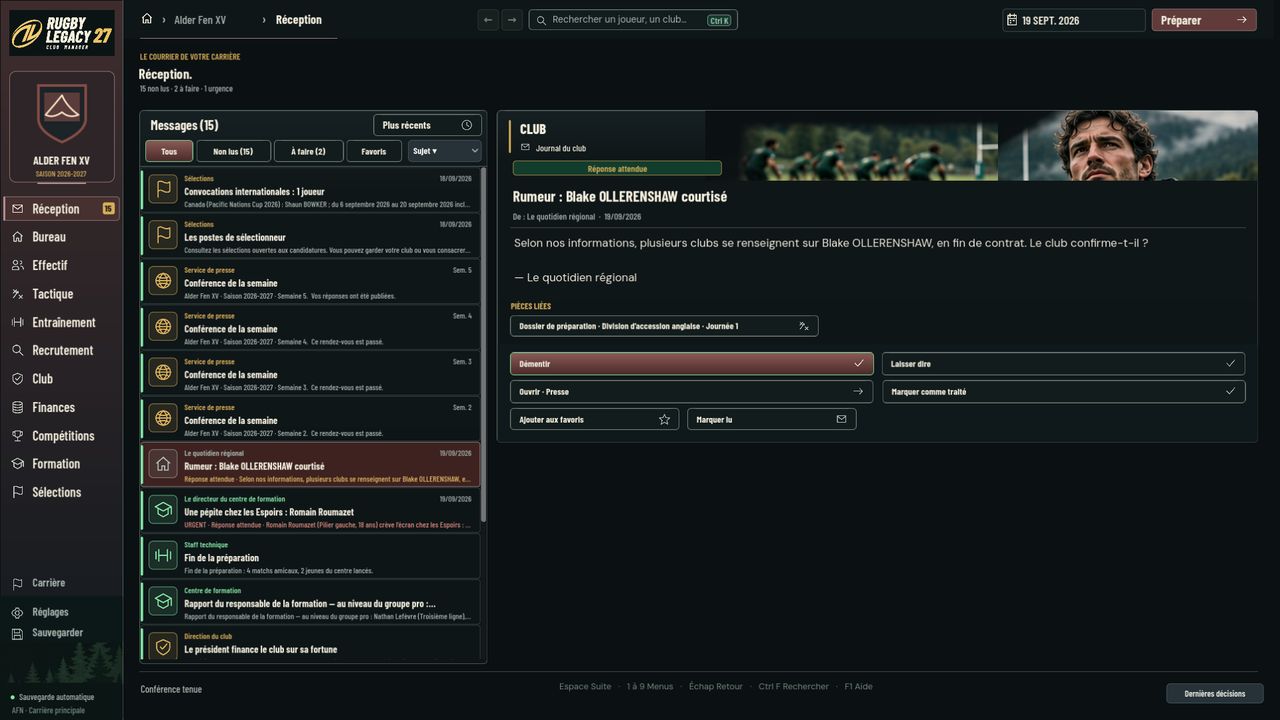 RUGBY
LEGACY 27
CLUB MANAGER
Alder Fen XV
Réception
Rechercher un joueur, un club...
Ctrl K
19 SEPT. 2026
Préparer
ALDER FEN XV
SAISON 2026-2027
Réception
15
Bureau
Effectif
Tactique
Entraînement
Recrutement
Club
Finances
Compétitions
Formation
Sélections
Carrière
Réglages
Sauvegarder
Sauvegarde automatique
AFN · Carrière principale
LE COURRIER DE VOTRE CARRIÈRE
Réception.
15 non lus · 2 à faire · 1 urgence
Messages (15)
Plus récents
Tous
Non lus (15)
À faire (2)
Favoris
Sujet ▾
Sélections
18/09/2026
Convocations internationales : 1 joueur
Canada (Pacific Nations Cup 2026) : Shaun BOWKER ; du 6 septembre 2026 au 20 septembre 2026 incl...
Sélections
18/09/2026
Les postes de sélectionneur
Consultez les sélections ouvertes aux candidatures. Vous pouvez garder votre club ou vous consacrer...
Service de presse
Sem. 5
Conférence de la semaine
Alder Fen XV · Saison 2026-2027 · Semaine 5. Vos réponses ont été publiées.
Service de presse
Sem. 4
Conférence de la semaine
Alder Fen XV · Saison 2026-2027 · Semaine 4. Ce rendez-vous est passé.
Service de presse
Sem. 3
Conférence de la semaine
Alder Fen XV · Saison 2026-2027 · Semaine 3. Ce rendez-vous est passé.
Service de presse
Sem. 2
Conférence de la semaine
Alder Fen XV · Saison 2026-2027 · Semaine 2. Ce rendez-vous est passé.
Le quotidien régional
19/09/2026
Rumeur : Blake OLLERENSHAW courtisé
Réponse attendue · Selon nos informations, plusieurs clubs se renseignent sur Blake OLLERENSHAW, e...
Le directeur du centre de formation
19/09/2026
Une pépite chez les Espoirs : Romain Roumazet
URGENT · Réponse attendue · Romain Roumazet (Pilier gauche, 18 ans) crève l'écran chez les Espoirs : ...
Staff technique
Fin de la préparation
Fin de la préparation : 4 matchs amicaux, 2 jeunes du centre lancés.
Centre de formation
Rapport du responsable de la formation — au niveau du groupe pro :...
Rapport du responsable de la formation — au niveau du groupe pro : Nathan Lefèvre (Troisième ligne)...
Direction du club
Le président finance le club sur sa fortune
CLUB
Journal du club
Réponse attendue
Rumeur : Blake OLLERENSHAW courtisé
De : Le quotidien régional · 19/09/2026
Selon nos informations, plusieurs clubs se renseignent sur Blake OLLERENSHAW, en fin de contrat. Le club confirme-t-il ?
— Le quotidien régional
PIÈCES LIÉES
Dossier de préparation · Division d'accession anglaise · Journée 1
Démentir
Laisser dire
Ouvrir · Presse
Marquer comme traité
Ajouter aux favoris
Marquer lu
Conférence tenue
Espace Suite · 1 à 9 Menus · Échap Retour · Ctrl F Rechercher · F1 Aide
Dernières décisions